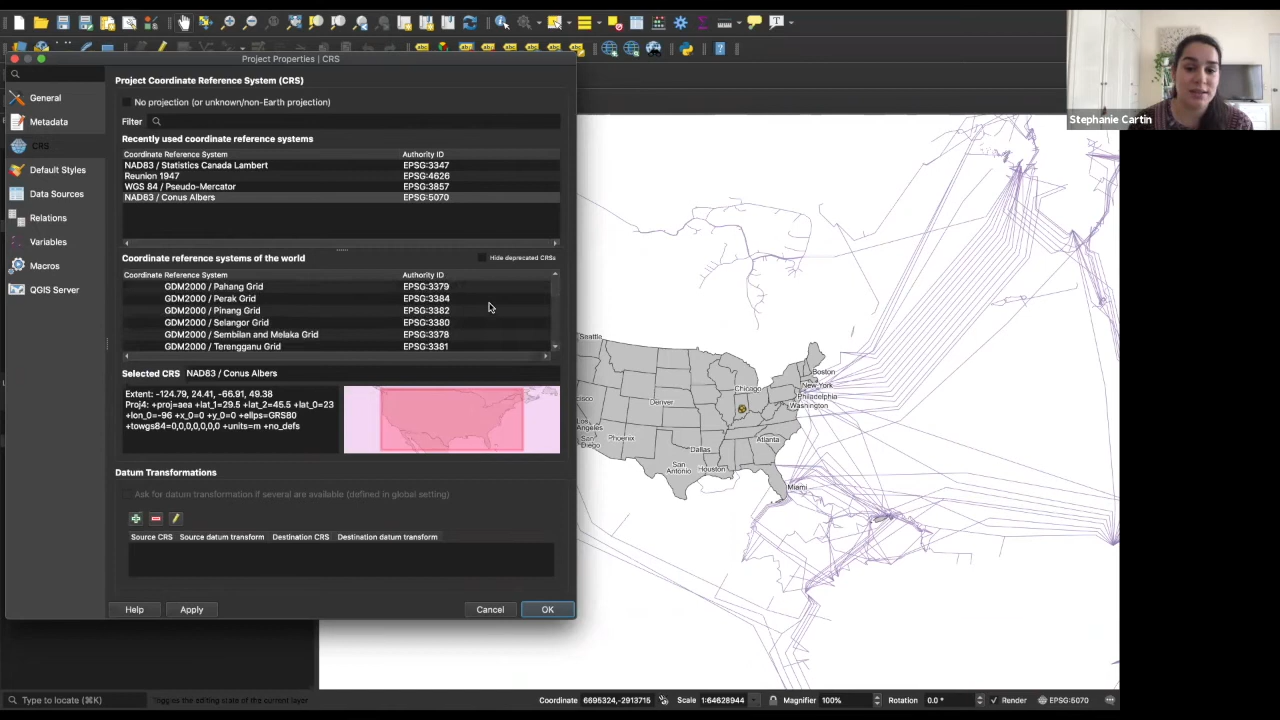 Project Properties | CRS
General
Metadata
CRS
Default Styles
Data Sources
Relations
Variables
Macros
QGIS Server
Project Coordinate Reference System (CRS)
No projection (or unknown/non-Earth projection)
Filter
Recently used coordinate reference systems
Coordinate Reference System Authority ID
NAD83 / Statistics Canada Lambert EPSG:3347
Reunion 1947 EPSG:4626
WGS 84 / Pseudo-Mercator EPSG:3857
NAD83 / Conus Albers EPSG:5070
Coordinate reference systems of the world
Hide deprecated CRSs
Coordinate Reference System Authority ID
GDM2000 / Pahang Grid EPSG:3379
GDM2000 / Perak Grid EPSG:3384
GDM2000 / Pinang Grid EPSG:3382
GDM2000 / Selangor Grid EPSG:3380
GDM2000 / Sembilan and Melaka Grid EPSG:3378
GDM2000 / Terengganu Grid EPSG:3381
Selected CRS NAD83 / Conus Albers
Extent: -124.79, 24.41, -66.91, 49.38
Proj4: +proj=aea +lat_1=29.5 +lat_2=45.5 +lat_0=23
+lon_0=-96 +x_0=0 +y_0=0 +ellps=GRS80
+towgs84=0,0,0,0,0,0,0 +units=m +no_defs
Datum Transformations
Ask for datum transformation if several are available (defined in global setting)
Source CRS Source datum transform Destination CRS Destination datum transform
Help
Apply
Cancel
OK
Stephanie Cartin
Seattle
Boston
Chicago
New York
Philadelphia
Washington
Denver
cisco
Los
Angeles
San
Diego
Phoenix
Atlanta
Dallas
San
Antonio
Houston
Miami
Type to locate (⌘K)
Toggles the editing state of the current layer
Coordinate 6695324,-2913715
Scale 1:64628944
Magnifier 100%
Rotation 0.0 °
Render
EPSG:5070